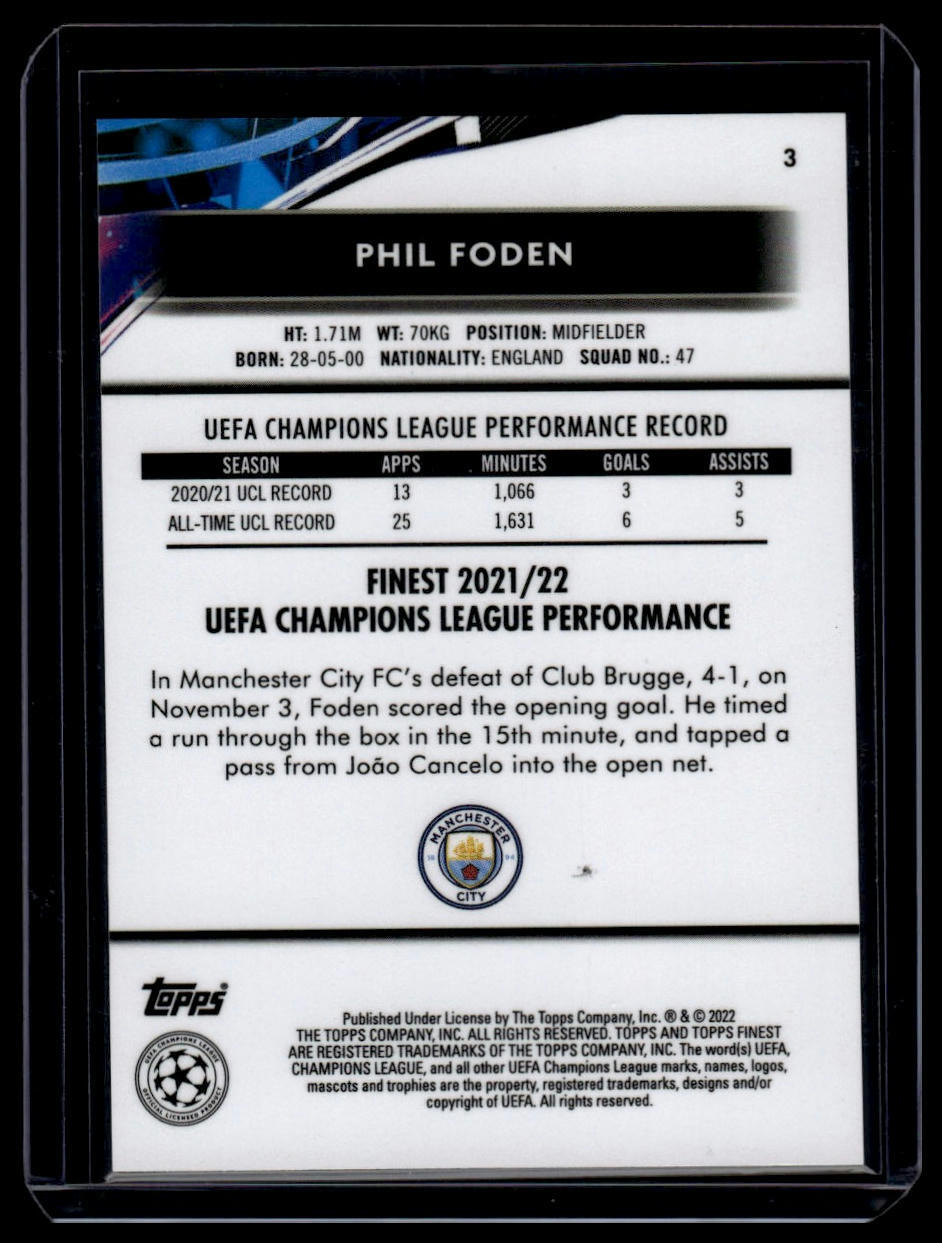 3
PHIL FODEN
HT: 1.71M WT: 70KG POSITION: MIDFIELDER
BORN: 28-05-00 NATIONALITY: ENGLAND SQUAD NO.: 47
UEFA CHAMPIONS LEAGUE PERFORMANCE RECORD
SEASON APPS MINUTES GOALS ASSISTS
2020/21 UCL RECORD 13 1,066 3 3
ALL-TIME UCL RECORD 25 1,631 6 5
FINEST 2021/22
UEFA CHAMPIONS LEAGUE PERFORMANCE
In Manchester City FC's defeat of Club Brugge, 4-1, on
November 3, Foden scored the opening goal. He timed
a run through the box in the 15th minute, and tapped a
pass from João Cancelo into the open net.
MANCHESTER
18 94
CITY
topps
UEFA CHAMPIONS LEAGUE
OFFICIAL LICENSED PRODUCT
Published Under License by The Topps Company, Inc. ® & © 2022
THE TOPPS COMPANY, INC. ALL RIGHTS RESERVED. TOPPS AND TOPPS FINEST
ARE REGISTERED TRADEMARKS OF THE TOPPS COMPANY, INC. The word(s) UEFA,
CHAMPIONS LEAGUE, and all other UEFA Champions League marks, names, logos,
mascots and trophies are the property, registered trademarks, designs and/or
copyright of UEFA. All rights reserved.